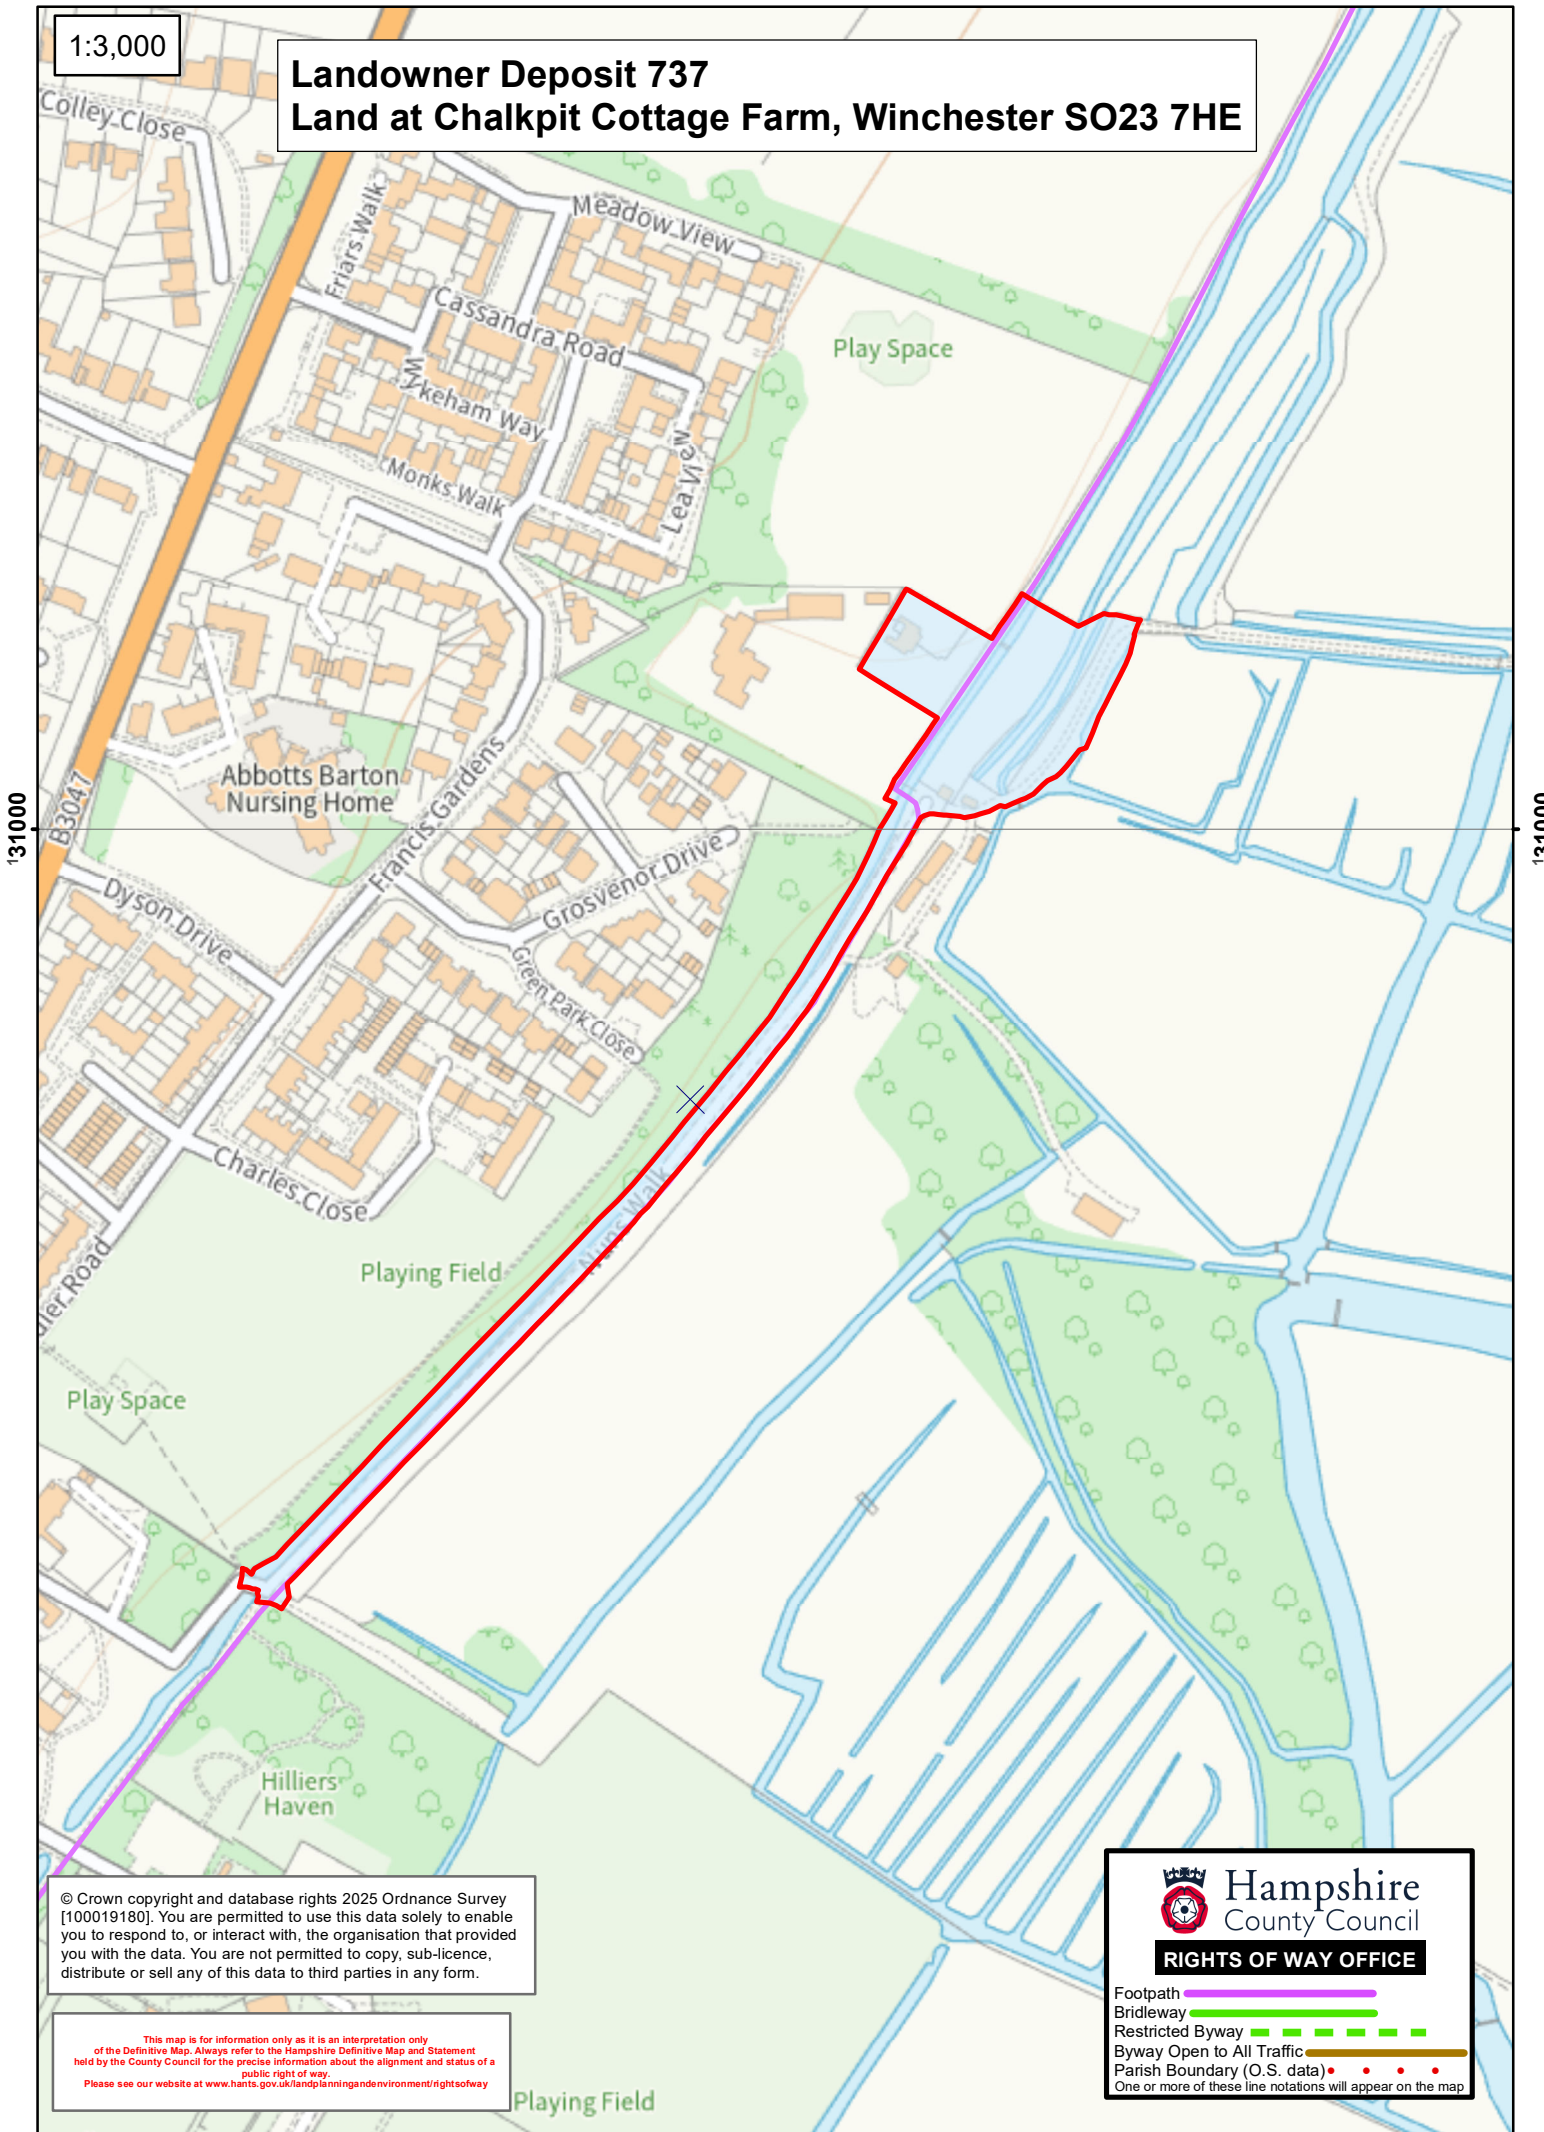 1:3,000
Landowner Deposit 737
Land at Chalkpit Cottage Farm, Winchester SO23 7HE
Colley Close
Friars Walk
Meadow View
Cassandra Road
Play Space
Wykeham Way
Monks Walk
Lea View
Abbotts Barton
Nursing Home
B3047
Francis Gardens
131000
131000
Dyson Drive
Grosvenor Drive
Green Park Close
Charles Close
Nuns Walk
Playing Field
Road
Play Space
Hilliers
Haven
© Crown copyright and database rights 2025 Ordnance Survey
[100019180]. You are permitted to use this data solely to enable
you to respond to, or interact with, the organisation that provided
you with the data. You are not permitted to copy, sub-licence,
distribute or sell any of this data to third parties in any form.
This map is for information only as it is an interpretation only
of the Definitive Map. Always refer to the Hampshire Definitive Map and Statement
held by the County Council for the precise information about the alignment and status of a
public right of way.
Please see our website at www.hants.gov.uk/landplanningandenvironment/rightsofway
Playing Field
Hampshire
County Council
RIGHTS OF WAY OFFICE
Footpath
Bridleway
Restricted Byway
Byway Open to All Traffic
Parish Boundary (O.S. data)
One or more of these line notations will appear on the map